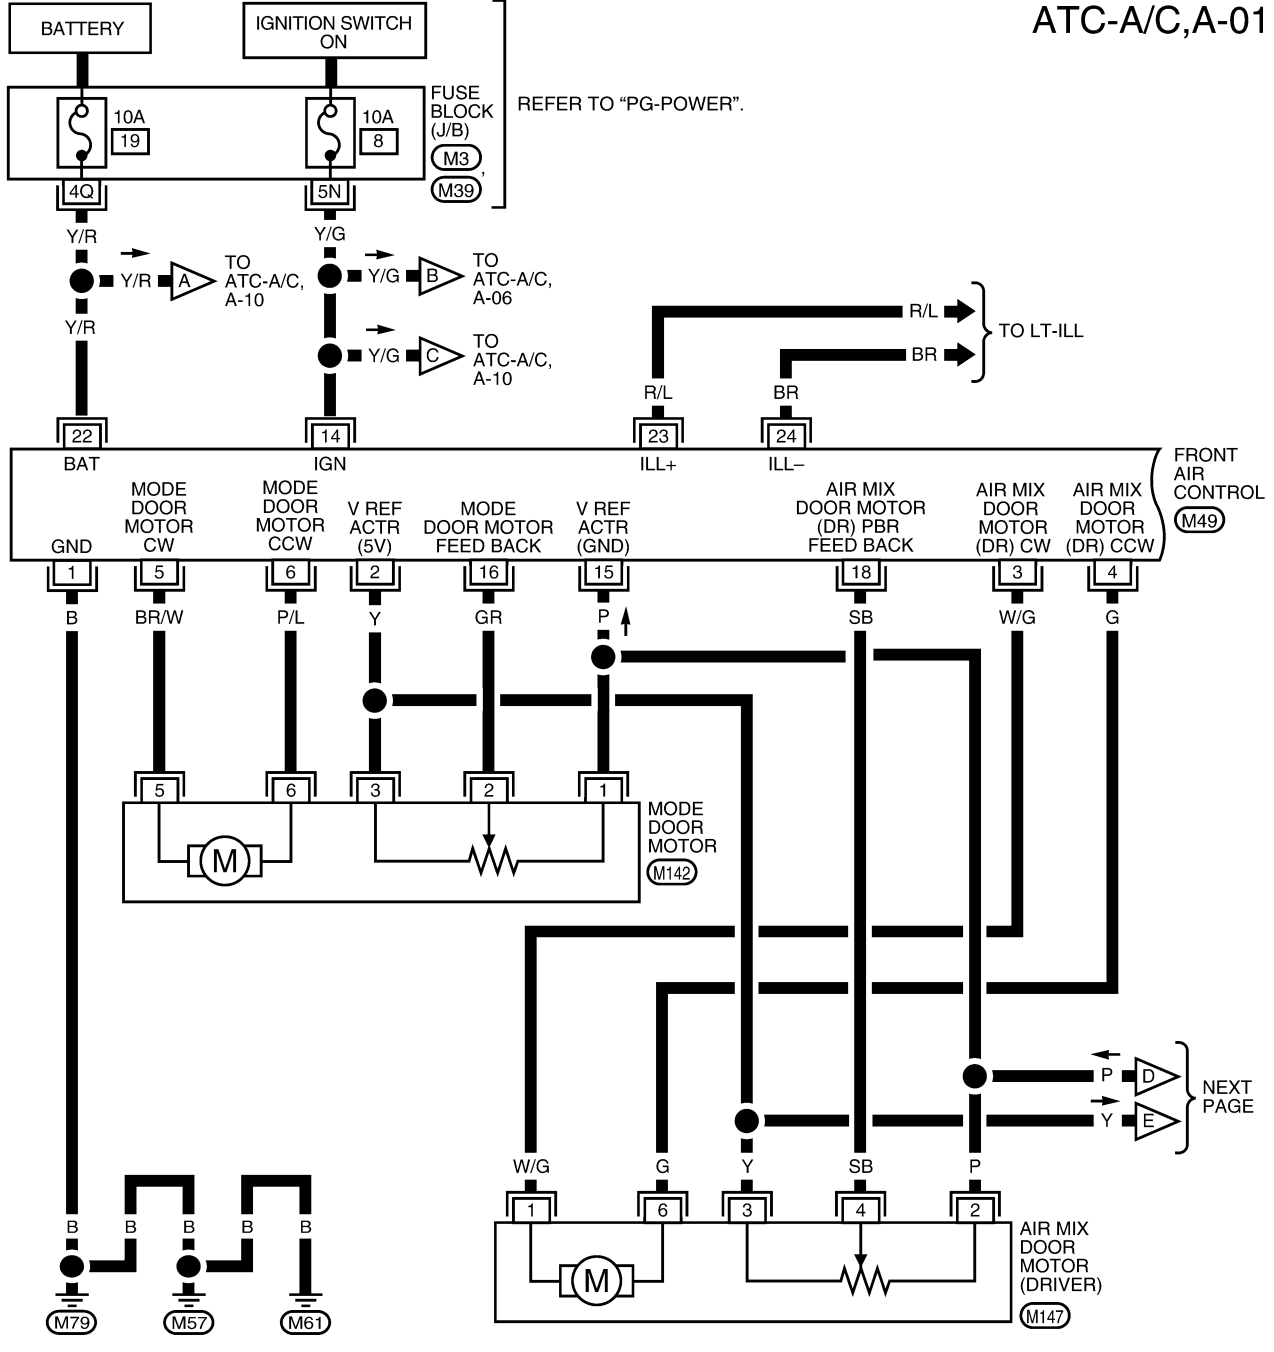 ATC-A/C,A-01
BATTERY
IGNITION SWITCH
ON
10A
19
10A
8
FUSE
BLOCK
(J/B)
M3
,
M39
REFER TO “PG-POWER”.
4Q
5N
Y/R
Y/G
Y/R
A
TO
ATC-A/C,
A-10
Y/G
B
TO
ATC-A/C,
A-06
Y/R
Y/G
C
TO
ATC-A/C,
A-10
R/L
BR
TO LT-ILL
R/L
BR
22
14
23
24
BAT
IGN
ILL+
ILL–
FRONT
AIR
CONTROL
M49
GND
MODE
DOOR
MOTOR
CW
MODE
DOOR
MOTOR
CCW
V REF
ACTR
(5V)
MODE
DOOR MOTOR
FEED BACK
V REF
ACTR
(GND)
AIR MIX
DOOR MOTOR
(DR) PBR
FEED BACK
AIR MIX
DOOR
MOTOR
(DR) CW
AIR MIX
DOOR
MOTOR
(DR) CCW
1
5
6
2
16
15
18
3
4
B
BR/W
P/L
Y
GR
P
SB
W/G
G
5
6
3
2
1
M
MODE
DOOR
MOTOR
M142
P
D
Y
E
NEXT
PAGE
W/G
G
Y
SB
P
1
6
3
4
2
M
AIR MIX
DOOR
MOTOR
(DRIVER)
M147
B
B
B
B
B
M79
M57
M61